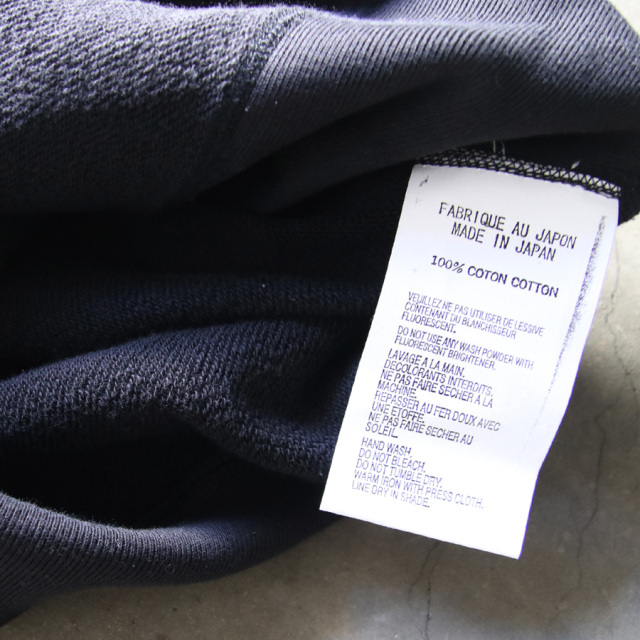 FABRIQUE AU JAPON
MADE IN JAPAN
100% COTON COTTON
VEUILLEZ NE PAS UTILISER DE LESSIVE
CONTENANT DU BLANCHISSEUR
FLUORESCENT.
DO NOT USE ANY WASH POWDER WITH
FLUORESCENT BRIGHTENER.
LAVAGE A LA MAIN.
DECOLORANTS INTERDITS.
NE PAS FAIRE SECHER A LA
MACHINE.
REPASSER AU FER DOUX AVEC
UNE ETOFFE.
NE PAS FAIRE SECHER AU
SOLEIL.
HAND WASH.
DO NOT BLEACH.
DO NOT TUMBLE DRY.
WARM IRON WITH PRESS CLOTH.
LINE DRY IN SHADE.